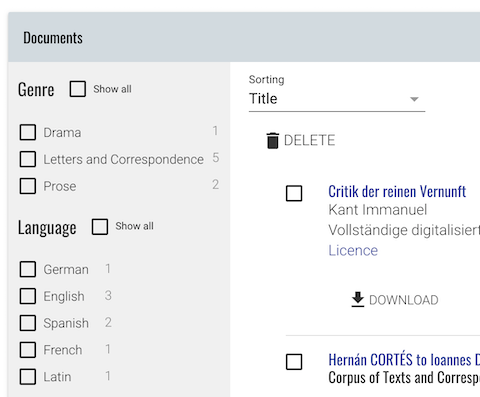 Documents
Genre Show all
Drama 1
Letters and Correspondence 5
Prose 2
Language Show all
German 1
English 3
Spanish 2
French 1
Latin 1
Sorting
Title
DELETE
Critik der reinen Vernunft
Kant Immanuel
Vollständige
Licence
DOWNLOAD
Hernán CORTÉS to Ioannes
Corpus of Texts and